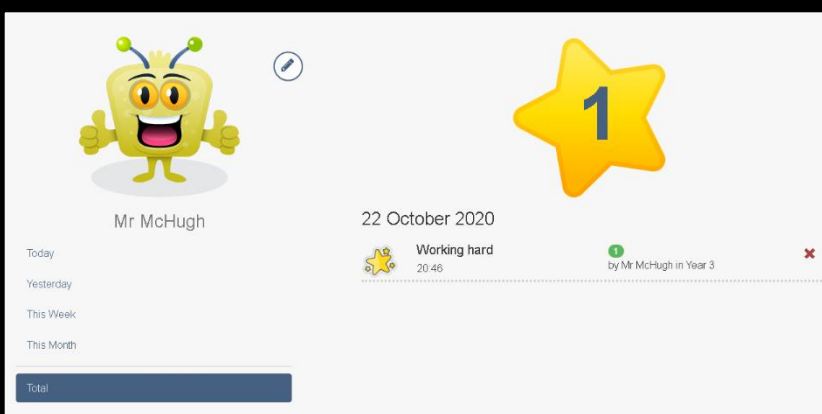 Mr McHugh
Today
Yesterday
This Week
This Month
Total
1
22 October 2020
Working hard
20:46
1
by Mr McHugh in Year 3